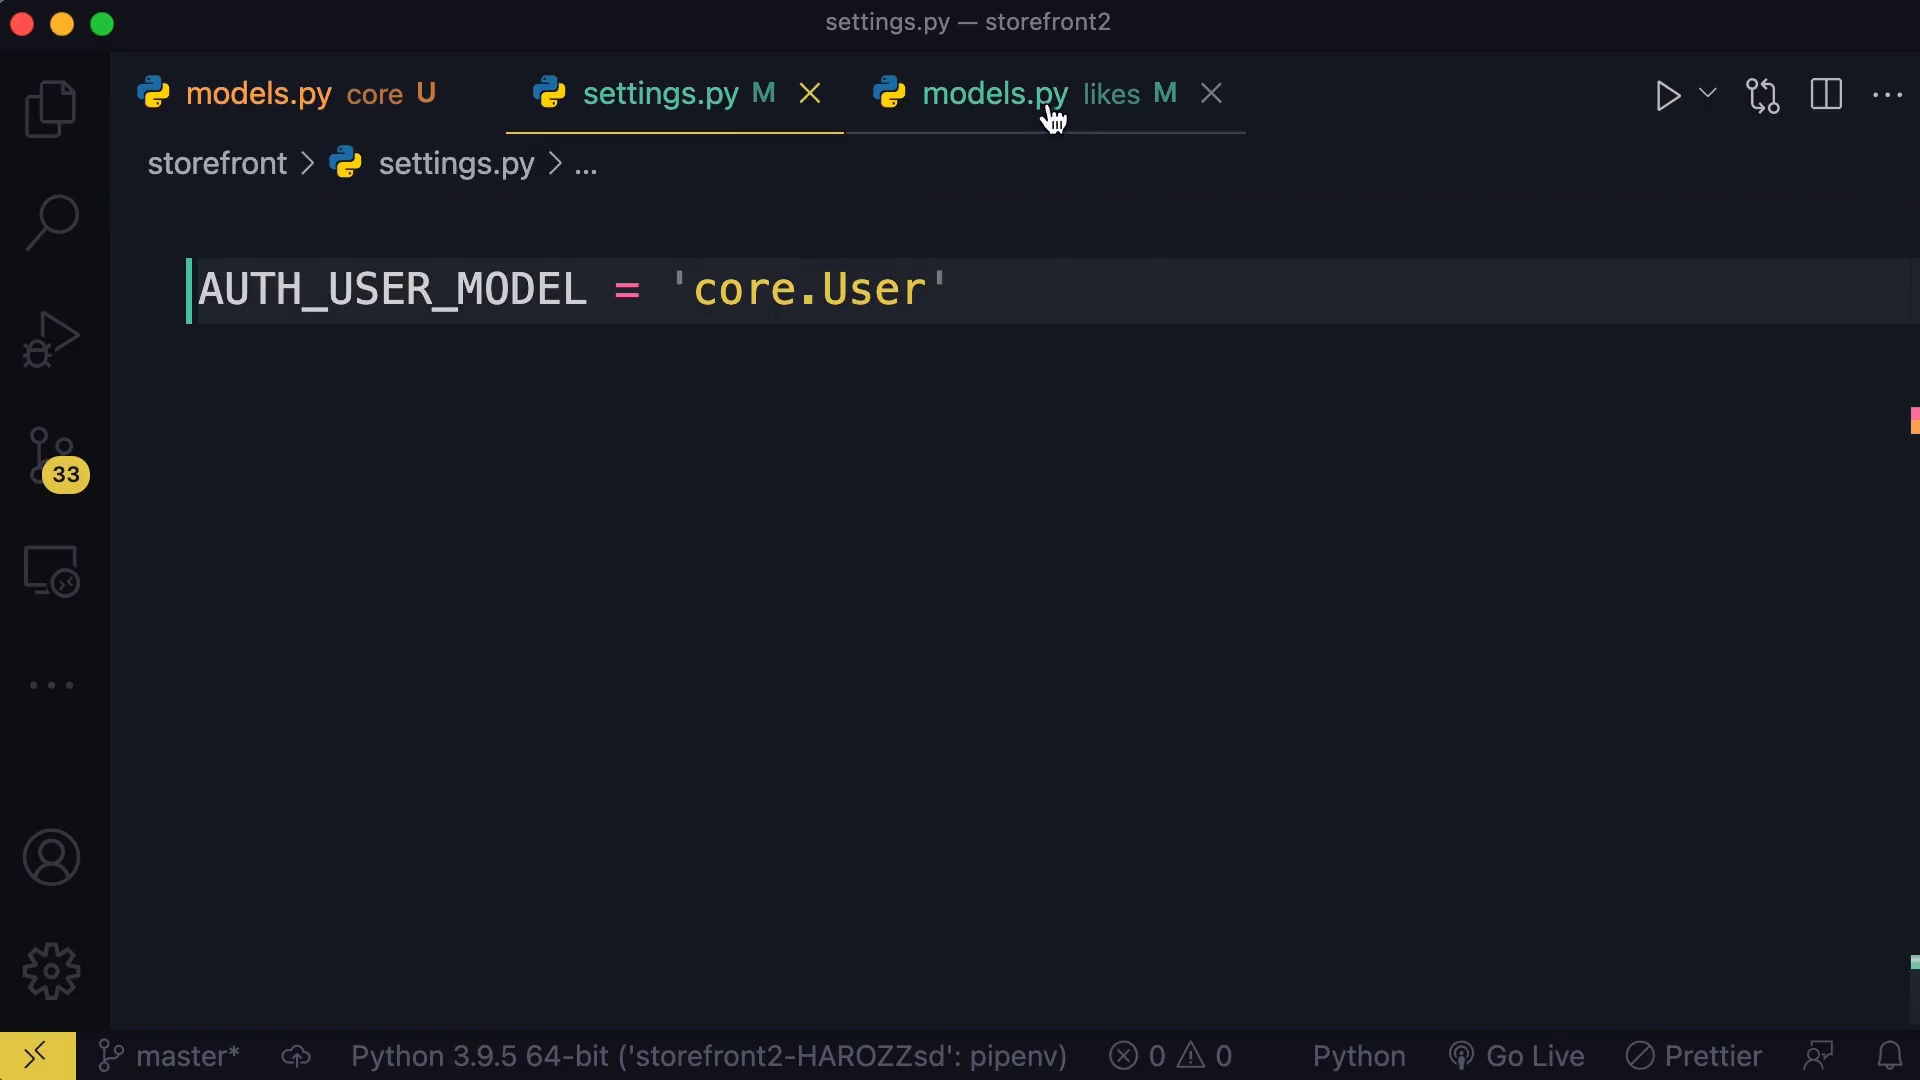 settings.py — storefront2
models.py core U
settings.py M
models.py likes M
storefront > settings.py > ...
AUTH_USER_MODEL = 'core.User'
33
master* Python 3.9.5 64-bit ('storefront2-HAROZZsd': pipenv) 0 0 Python Go Live Prettier